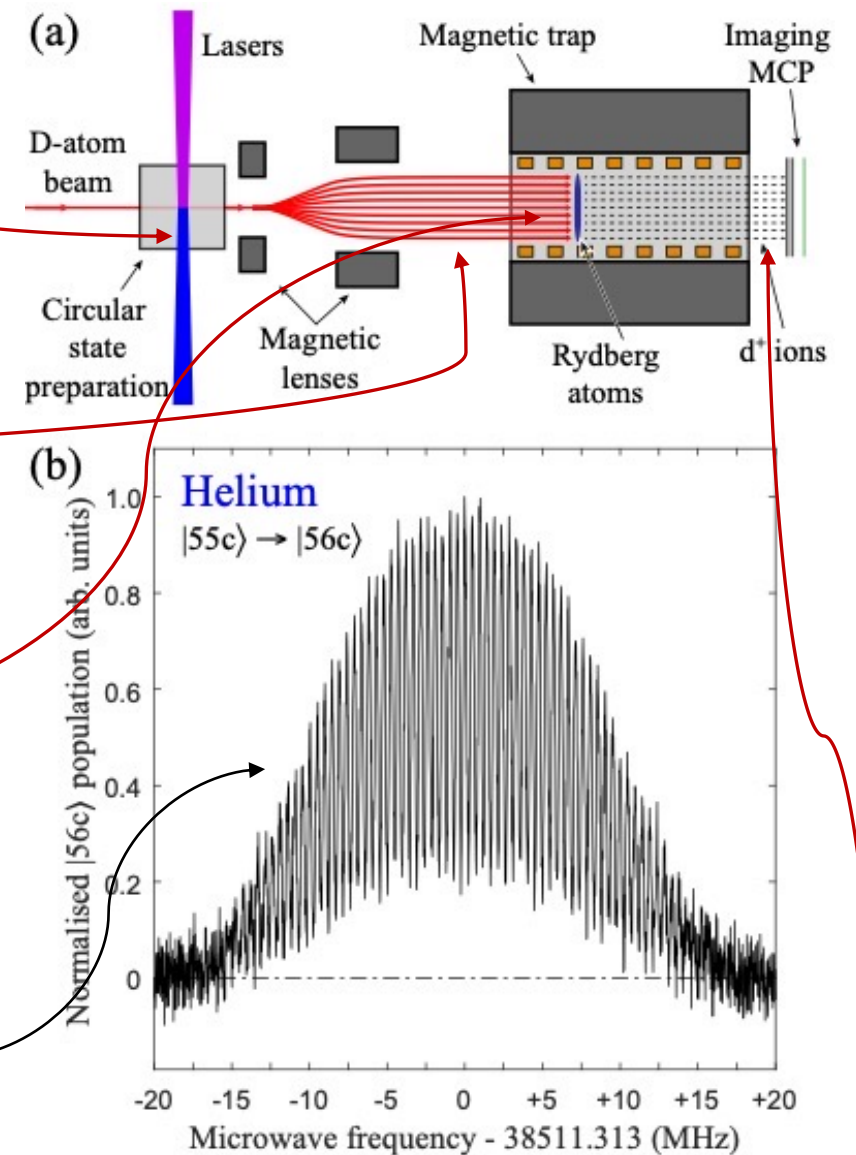 (a)
Lasers
Magnetic trap
Imaging
MCP
D-atom
beam
Circular
state
preparation
Magnetic
lenses
Rydberg
atoms
d⁺ ions
(b)
Helium
|55c⟩ → |56c⟩
Normalised |56c⟩ population (arb. units)
1.0
0.8
0.6
0.4
0.2
0
-20 -15 -10 -5 0 +5 +10 +15 +20
Microwave frequency - 38511.313 (MHz)